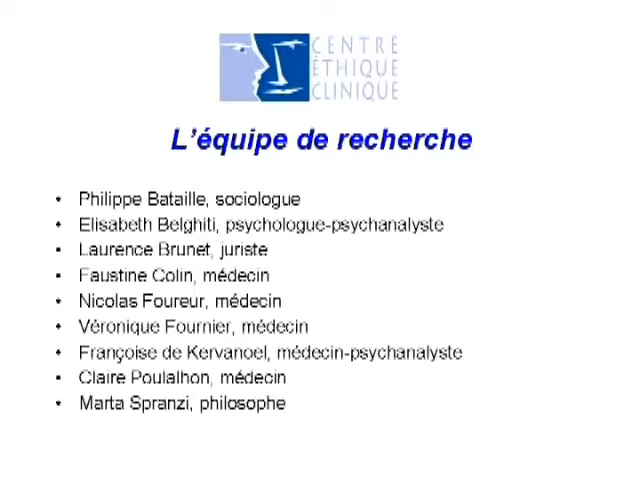 CENTRE
ÉTHIQUE
CLINIQUE
L'équipe de recherche
• Philippe Bataille, sociologue
• Elisabeth Belghiti, psychologue-psychanalyste
• Laurence Brunet, juriste
• Faustine Colin, médecin
• Nicolas Foureur, médecin
• Véronique Fournier, médecin
• Françoise de Kervanoel, médecin-psychanalyste
• Claire Poulalhon, médecin
• Marta Spranzi, philosophe